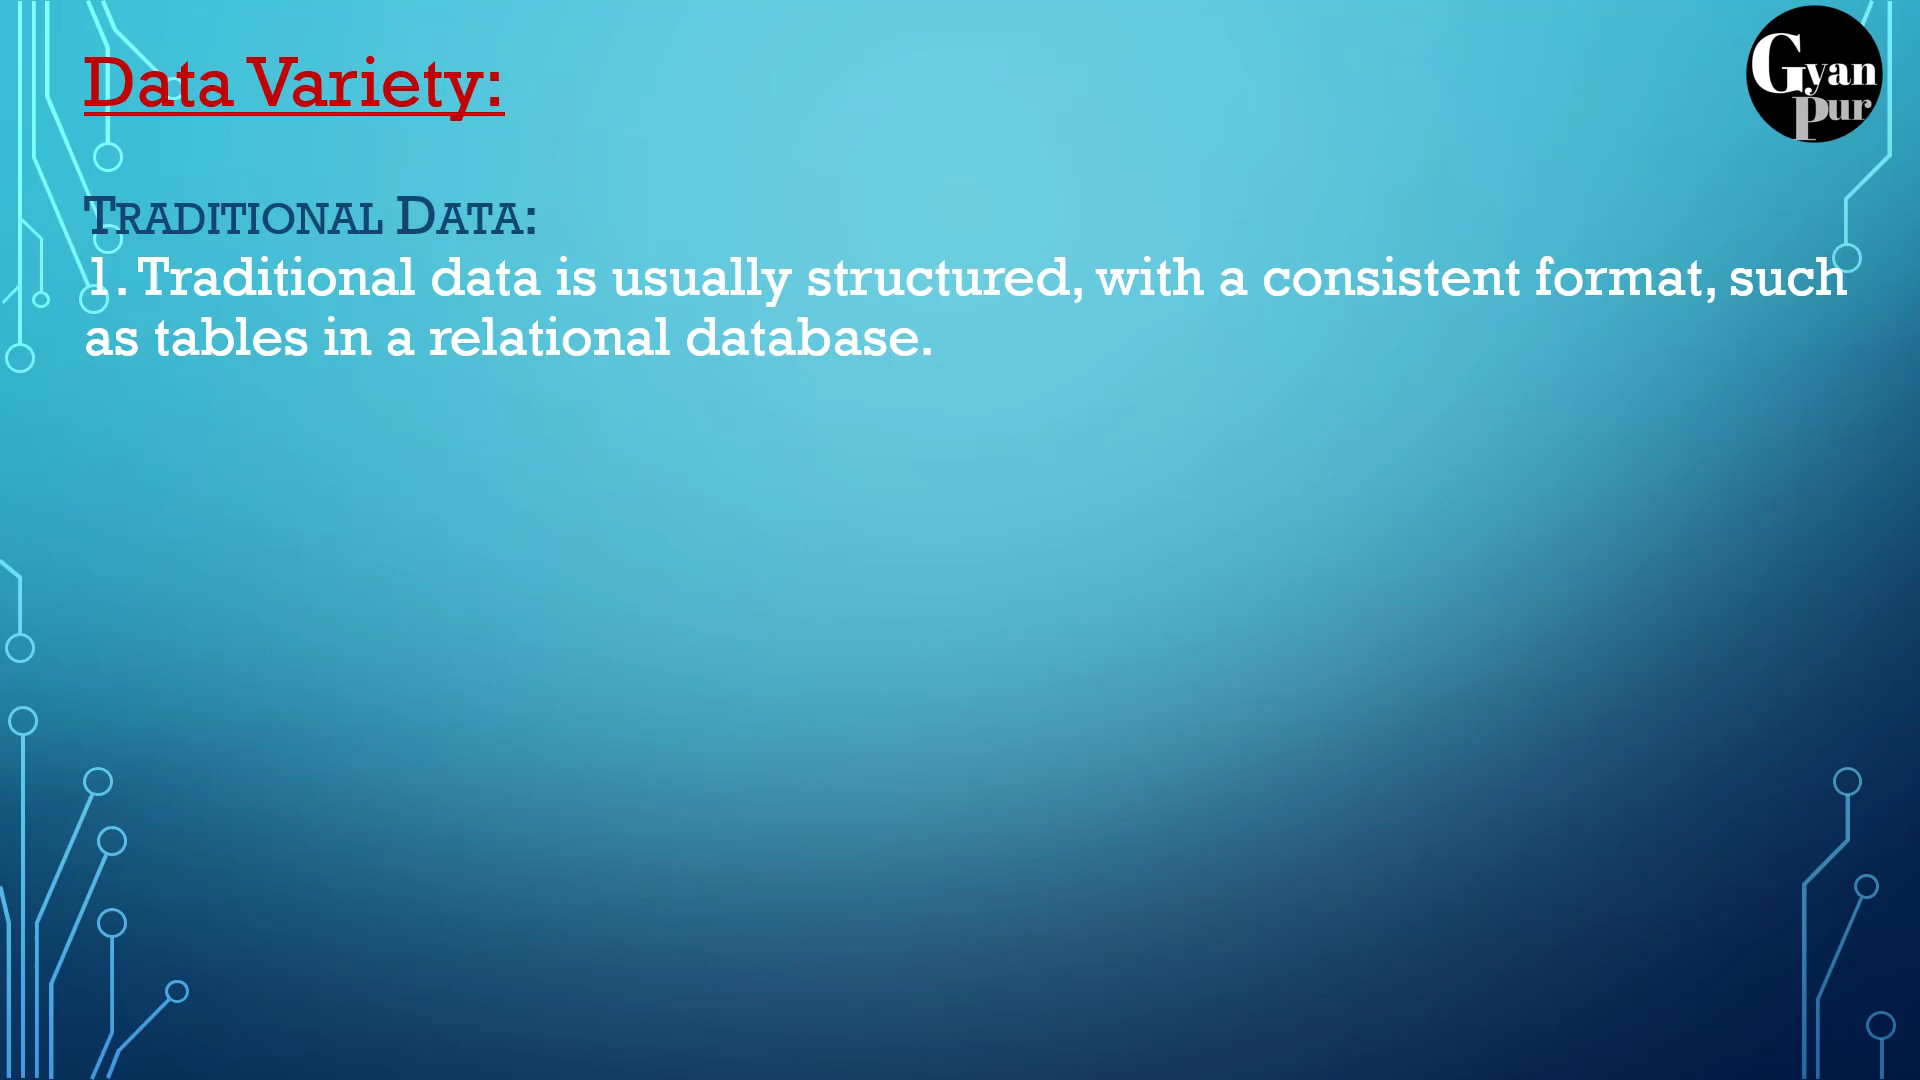 Data Variety:
Gyan
Pur
TRADITIONAL DATA:
1. Traditional data is usually structured, with a consistent format, such
as tables in a relational database.